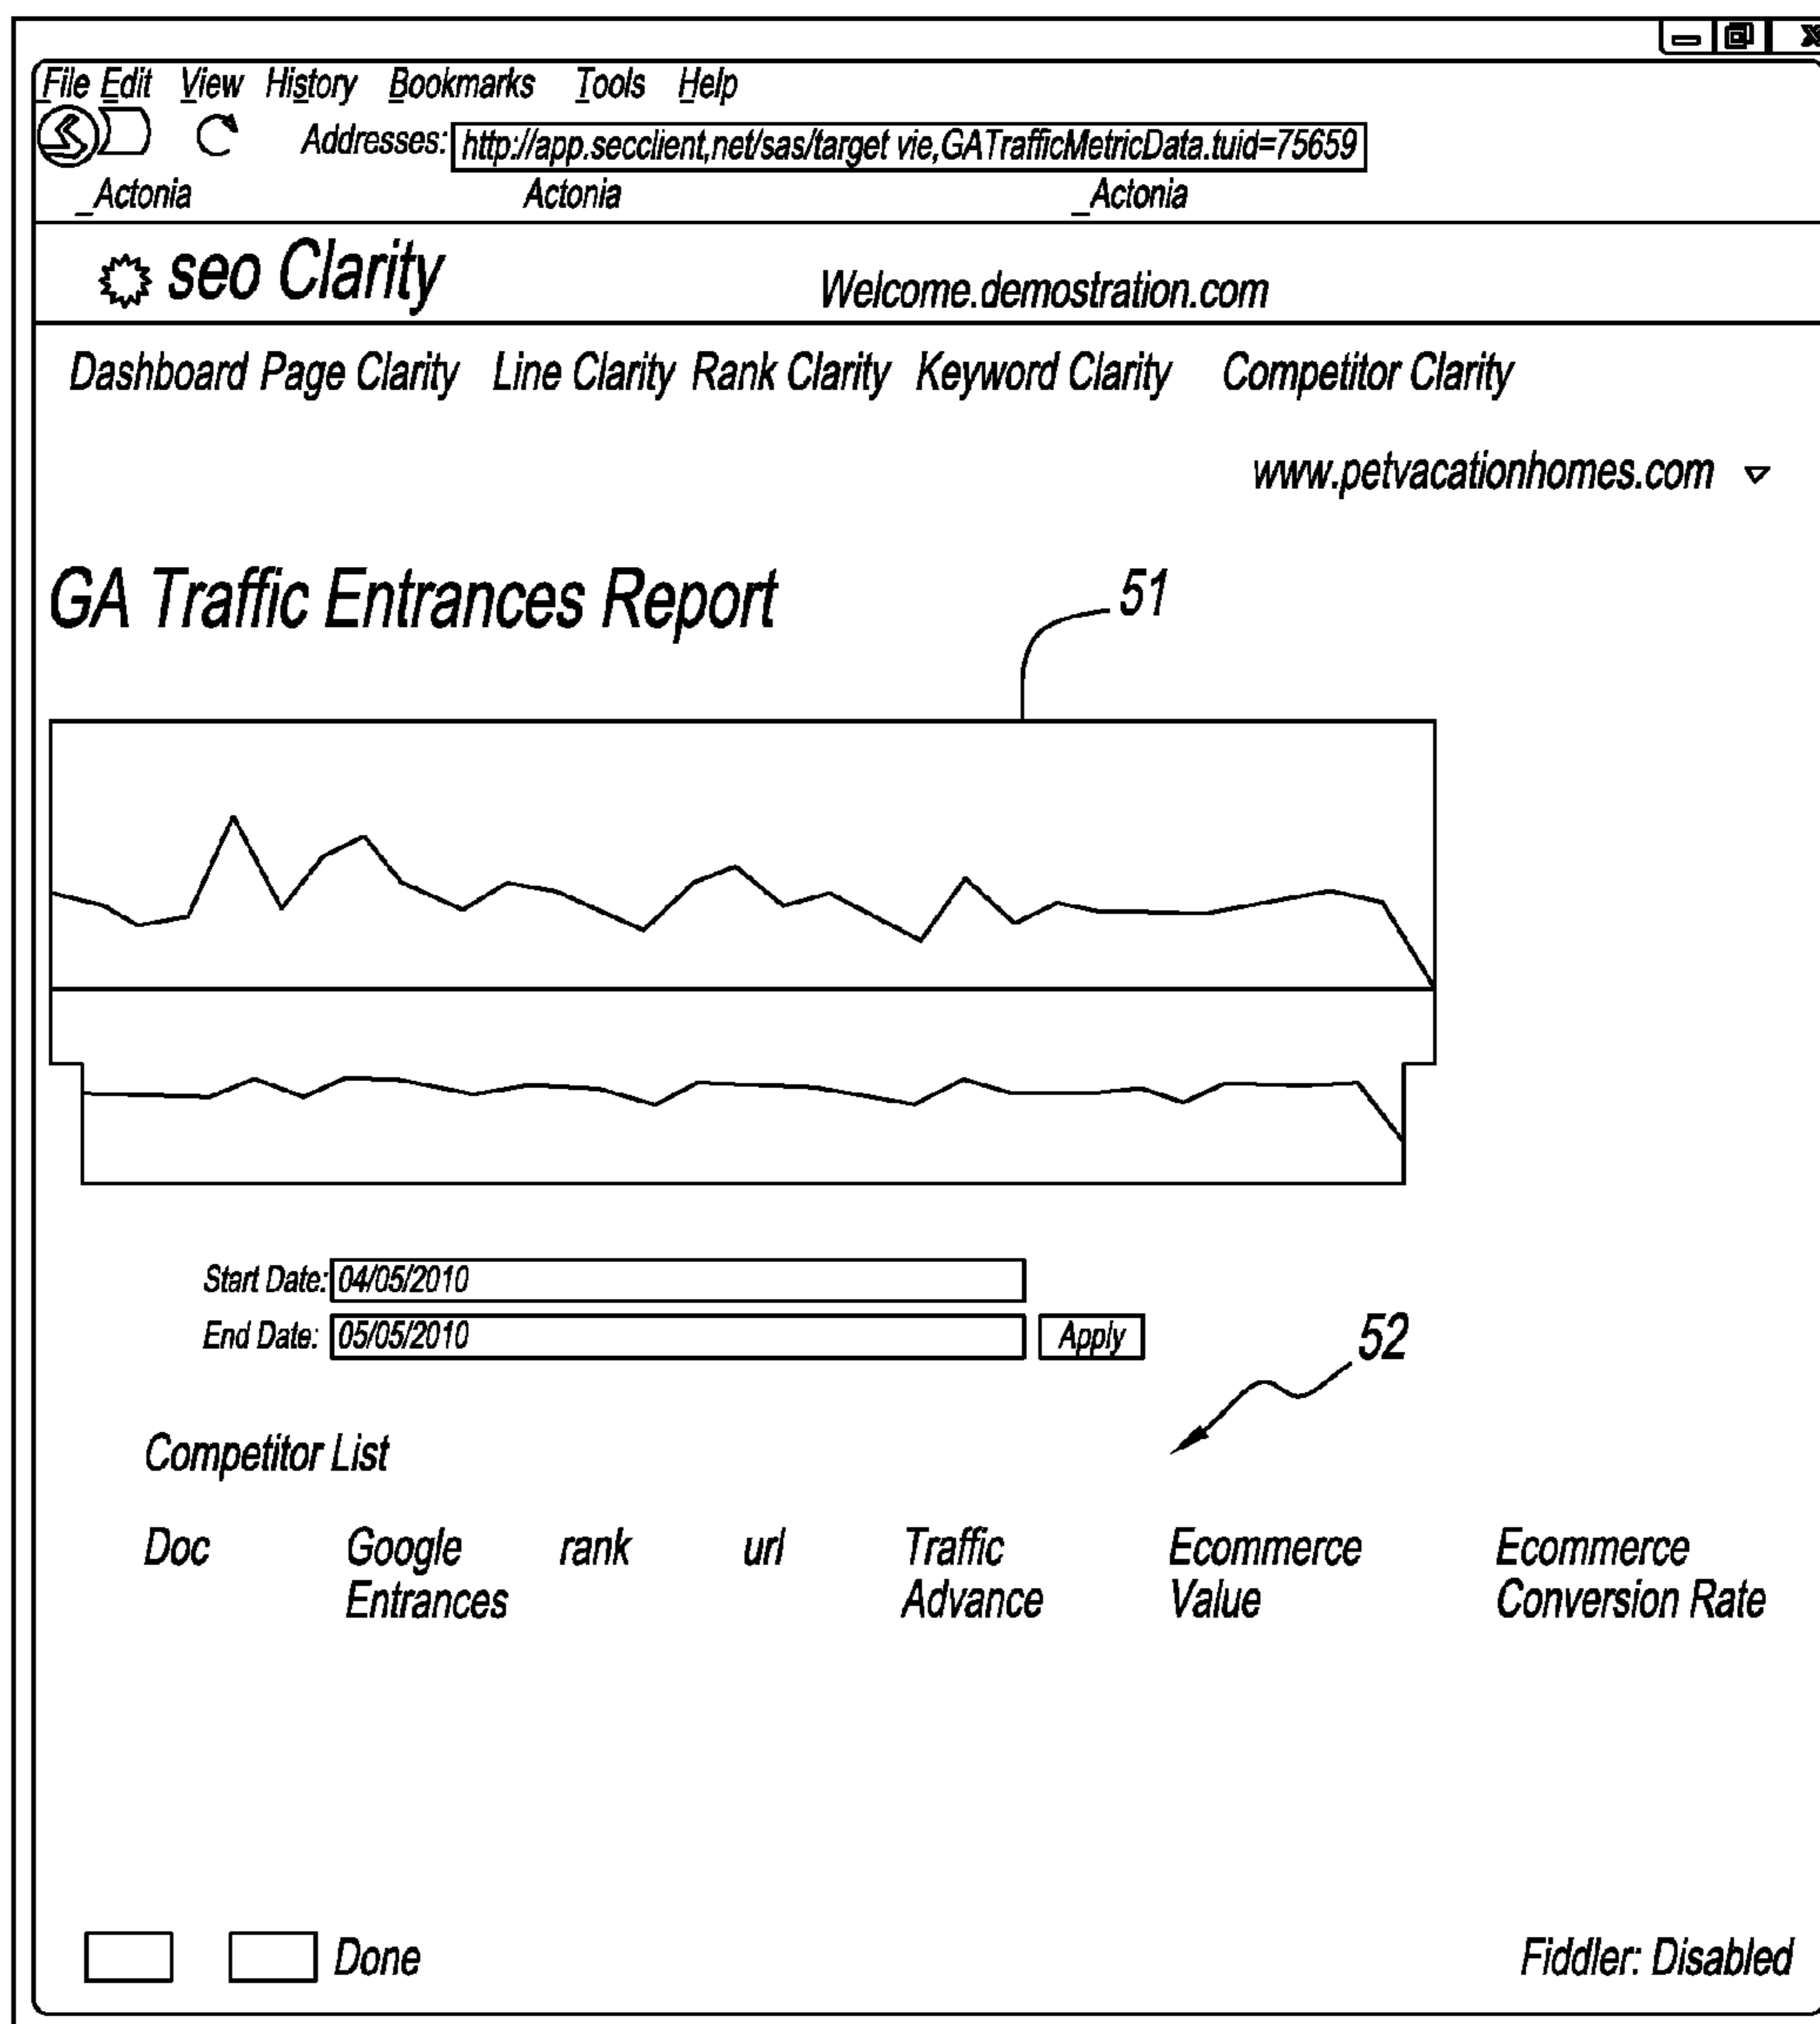 File Edit View History Bookmarks Tools Help
Addresses: http://app.secclient,net/sas/target vie,GATrafficMetricData.tuid=75659
_Actonia Actonia _Actonia
seo Clarity Welcome.demostration.com
Dashboard Page Clarity Line Clarity Rank Clarity Keyword Clarity Competitor Clarity
www.petvacationhomes.com
GA Traffic Entrances Report 51
Start Date: 04/05/2010
End Date: 05/05/2010 Apply 52
Competitor List
Doc Google rank url Traffic Ecommerce Ecommerce
Entrances Advance Value Conversion Rate
Done Fiddler: Disabled